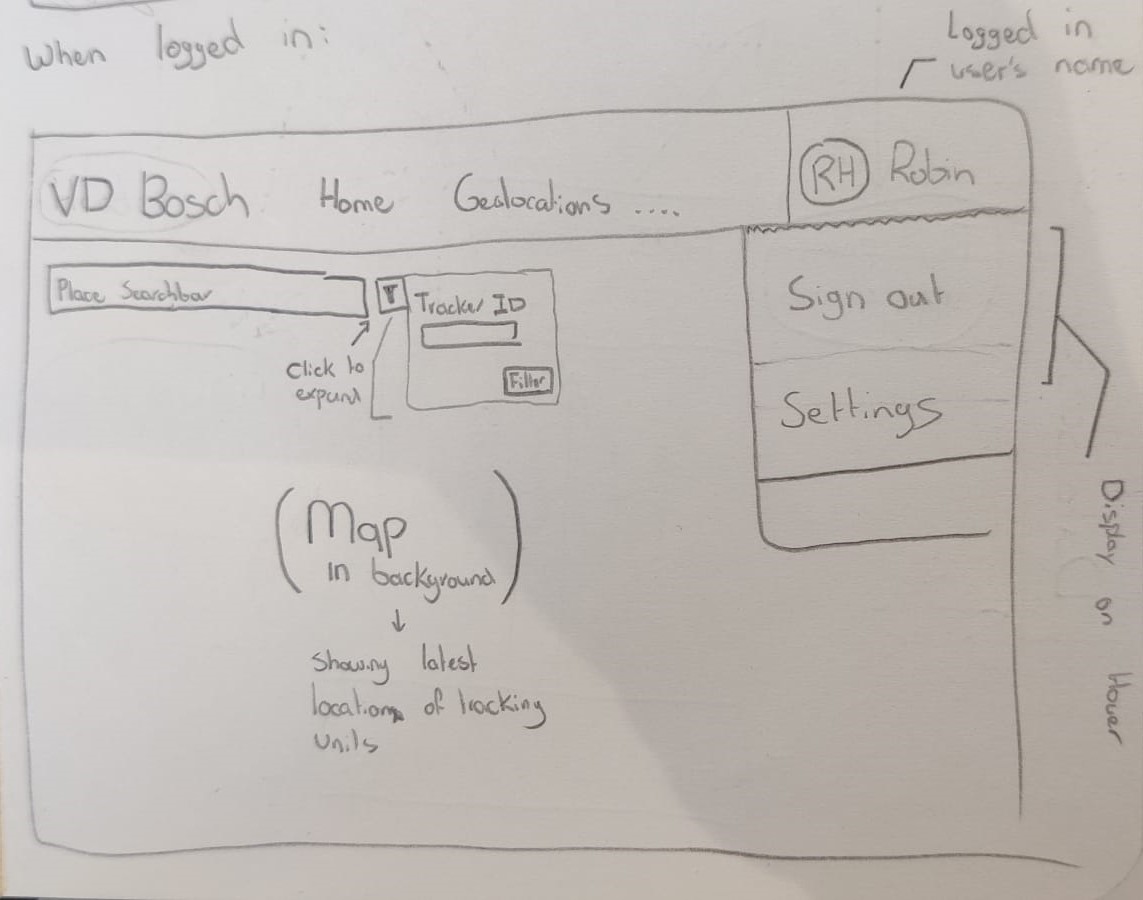 When logged in:
Logged in
user's name
VD Bosch Home Geolocations ....
RH Robin
Place Searchbar
Tracker ID
Filter
Click to
expand
Sign out
Settings
Display on Hover
(Map
in background)
↓
Showing latest
locations of tracking
units